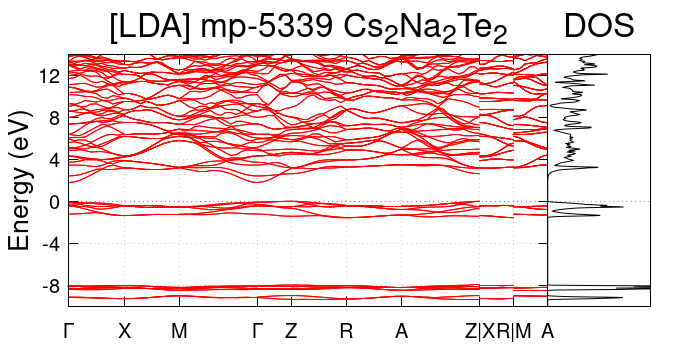 [LDA] mp-5339 Cs₂Na₂Te₂ DOS
Energy (eV)
12
8
4
0
-4
-8
Γ X M Γ Z R A Z|XR|M A